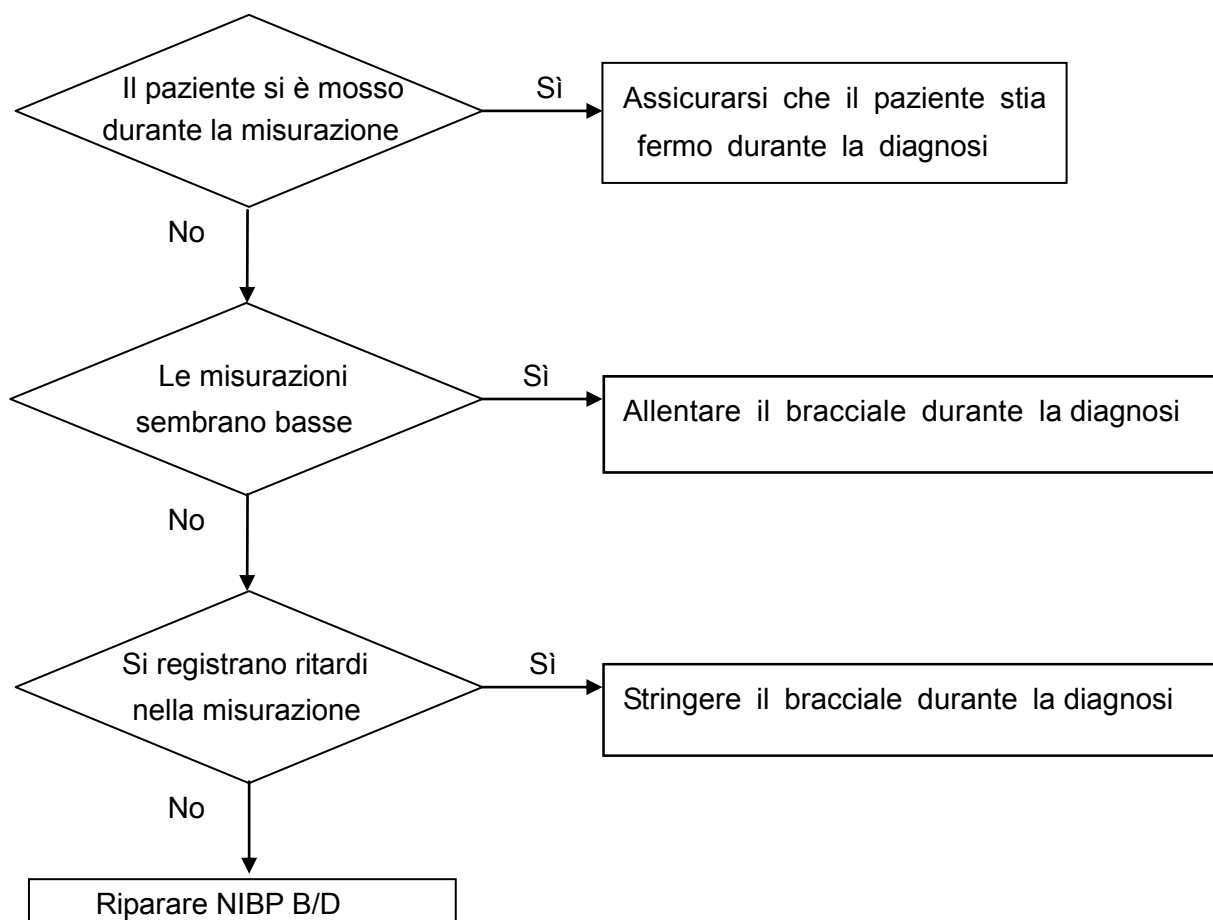 Il paziente si è mosso
durante la misurazione
Sì
Assicurarsi che il paziente stia
fermo durante la diagnosi
No
Le misurazioni
sembrano basse
Sì
Allentare il bracciale durante la diagnosi
No
Si registrano ritardi
nella misurazione
Sì
Stringere il bracciale durante la diagnosi
No
Riparare NIBP B/D